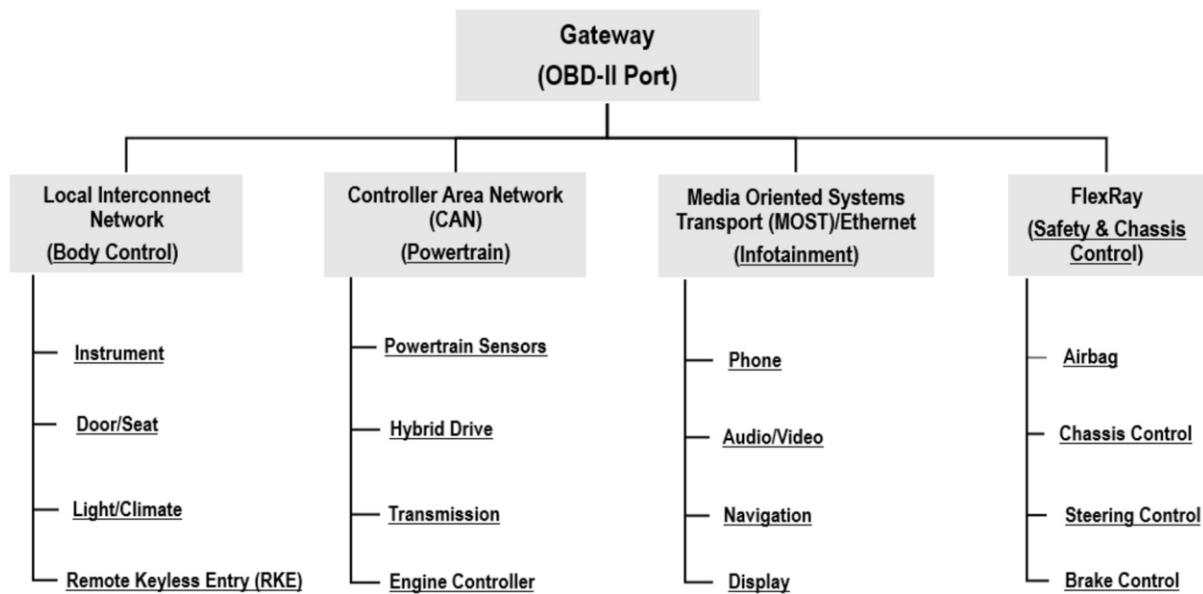 Gateway
(OBD-II Port)
Local Interconnect
Network
(Body Control)
Instrument
Door/Seat
Light/Climate
Remote Keyless Entry (RKE)
Controller Area Network
(CAN)
(Powertrain)
Powertrain Sensors
Hybrid Drive
Transmission
Engine Controller
Media Oriented Systems
Transport (MOST)/Ethernet
(Infotainment)
Phone
Audio/Video
Navigation
Display
FlexRay
(Safety & Chassis
Control)
Airbag
Chassis Control
Steering Control
Brake Control